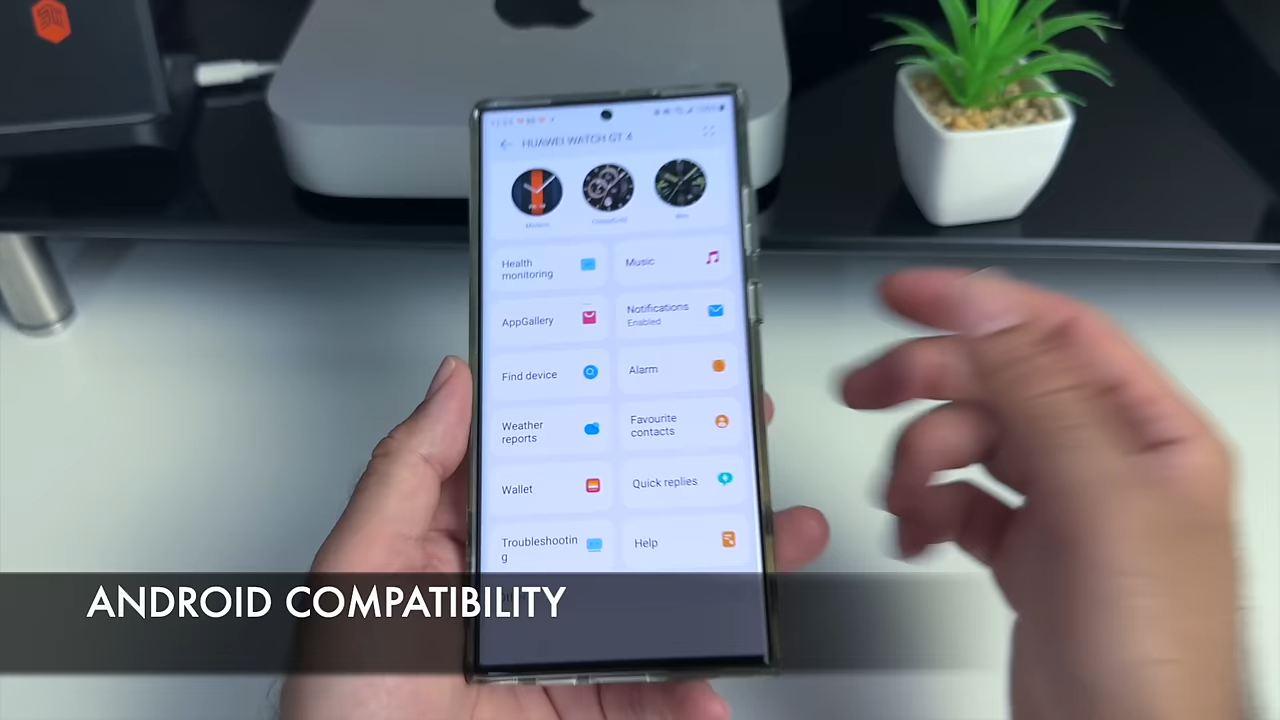 HUAWEI WATCH GT 4
Health
monitoring
Music
AppGallery
Notifications
Enabled
Find device
Alarm
Weather
reports
Favourite
contacts
Wallet
Quick replies
Troubleshootin
g
Help
ANDROID COMPATIBILITY